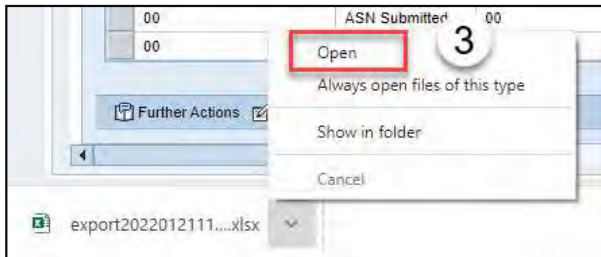 00 ASN Submitted 00
00
3
Open
Always open files of this type
Further Actions
Show in folder
Cancel
export2022012111....xlsx